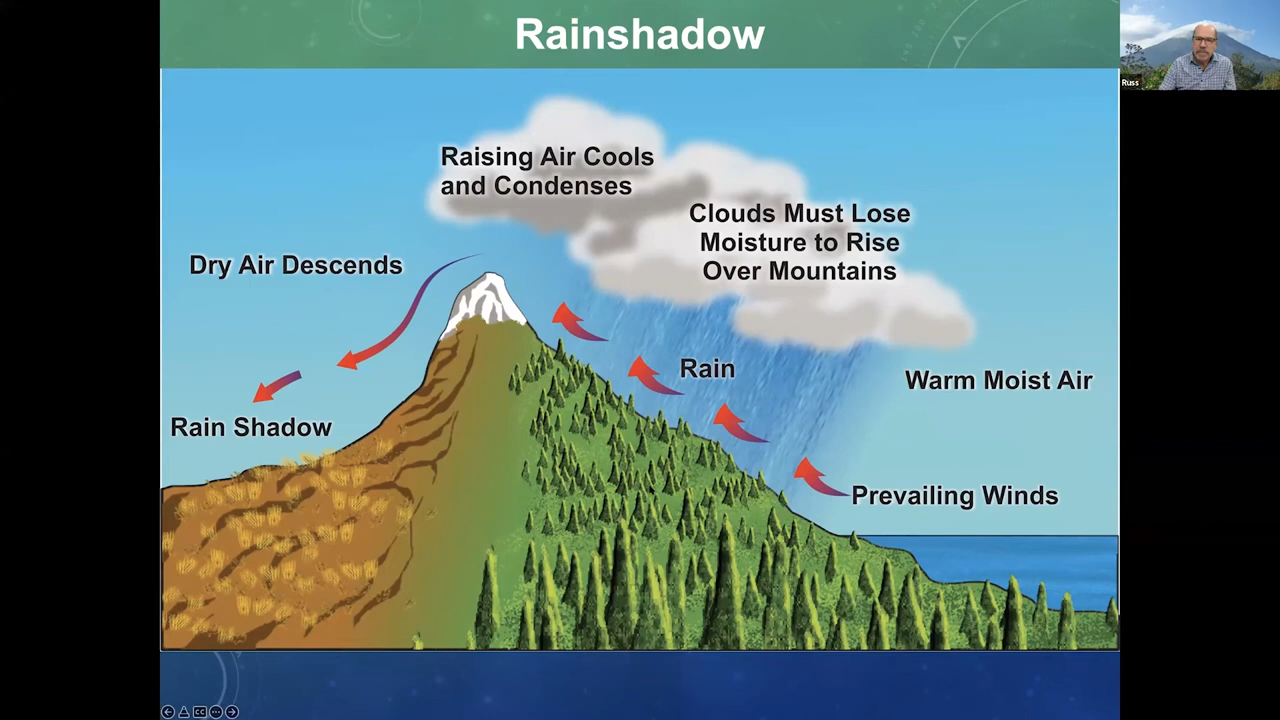 Rainshadow
Russ
Raising Air Cools
and Condenses
Clouds Must Lose
Moisture to Rise
Over Mountains
Dry Air Descends
Rain
Warm Moist Air
Rain Shadow
Prevailing Winds
CC